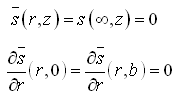 s̄(r,z) = s(∞,z) = 0
∂s̄/∂r (r,0) = ∂s̄/∂r (r,b) = 0